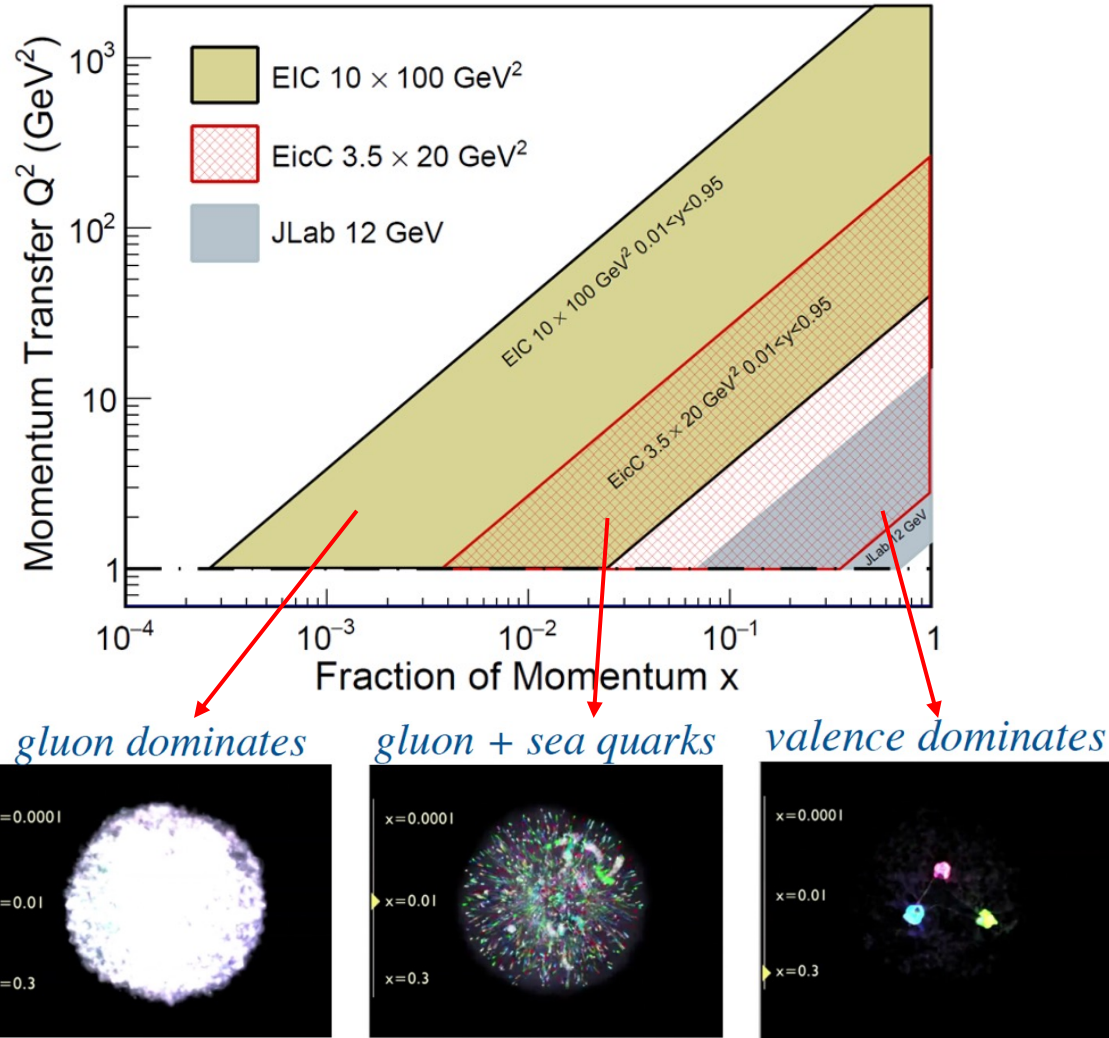 Momentum Transfer Q² (GeV²)
10³
10²
10
1
EIC 10 × 100 GeV²
EicC 3.5 × 20 GeV²
JLab 12 GeV
EIC 10 × 100 GeV² 0.01<y<0.95
EicC 3.5 × 20 GeV² 0.01<y<0.95
JLab 12 GeV
10⁻⁴ 10⁻³ 10⁻² 10⁻¹ 1
Fraction of Momentum x
gluon dominates
gluon + sea quarks
valence dominates
=0.0001
=0.01
=0.3
x=0.0001
x=0.01
x=0.3
x=0.0001
x=0.01
x=0.3